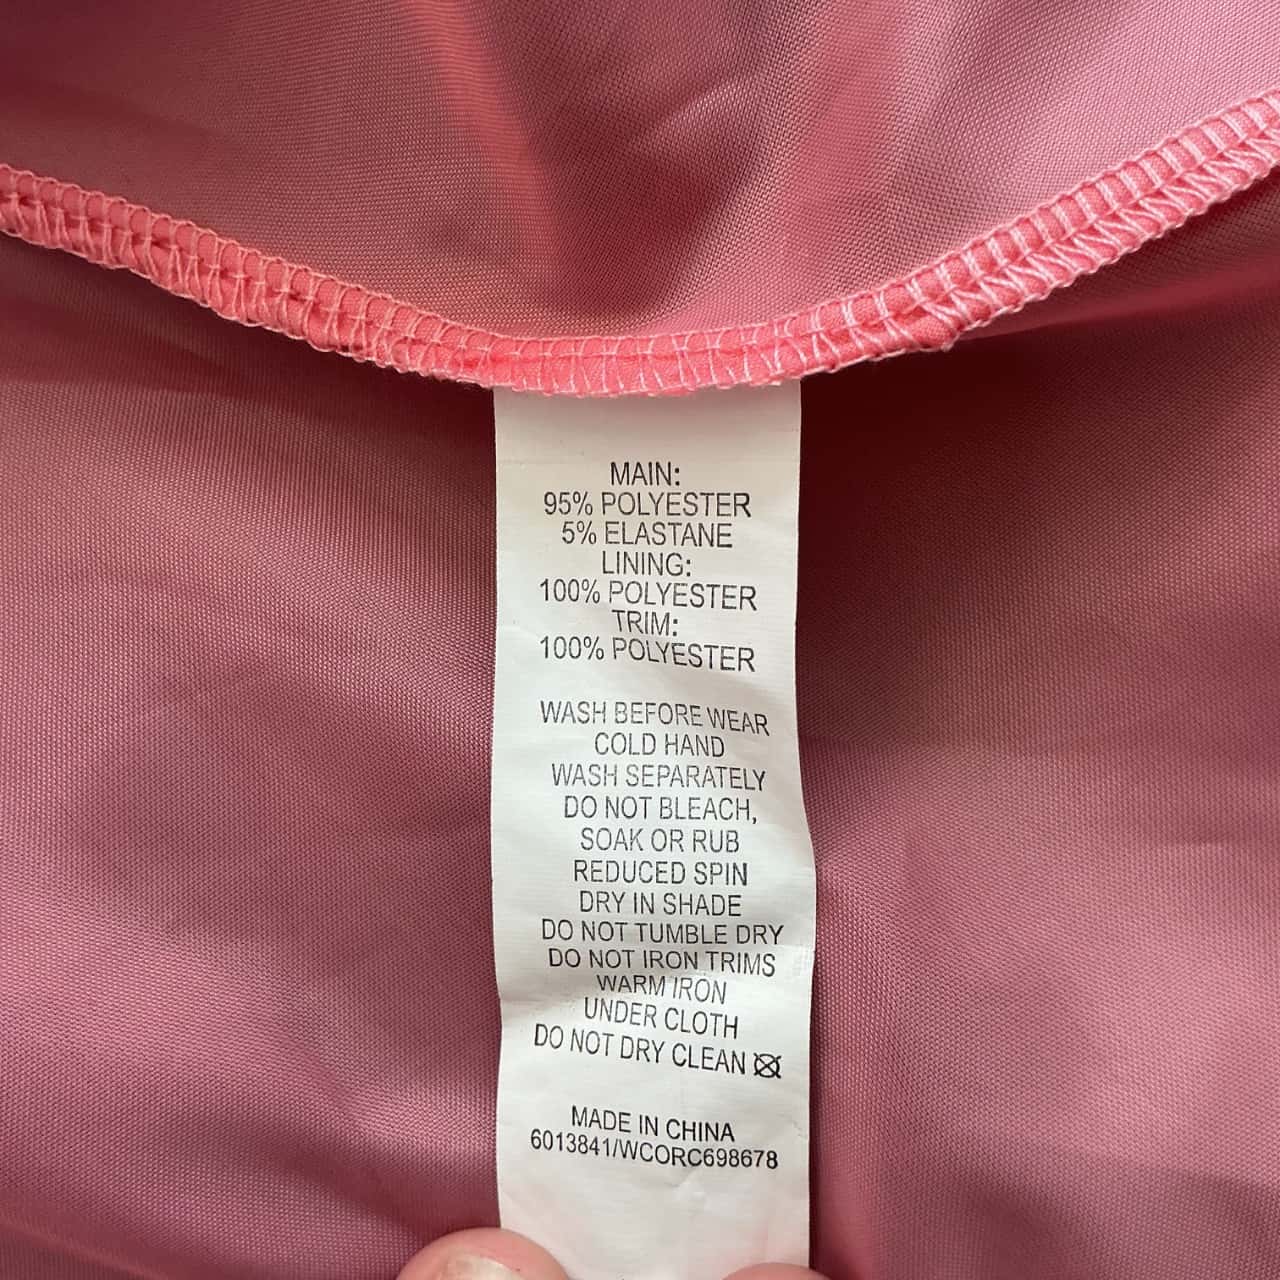 MAIN:
95% POLYESTER
5% ELASTANE
LINING:
100% POLYESTER
TRIM:
100% POLYESTER
WASH BEFORE WEAR
COLD HAND
WASH SEPARATELY
DO NOT BLEACH,
SOAK OR RUB
REDUCED SPIN
DRY IN SHADE
DO NOT TUMBLE DRY
DO NOT IRON TRIMS
WARM IRON
UNDER CLOTH
DO NOT DRY CLEAN
MADE IN CHINA
6013841/WCORC698678